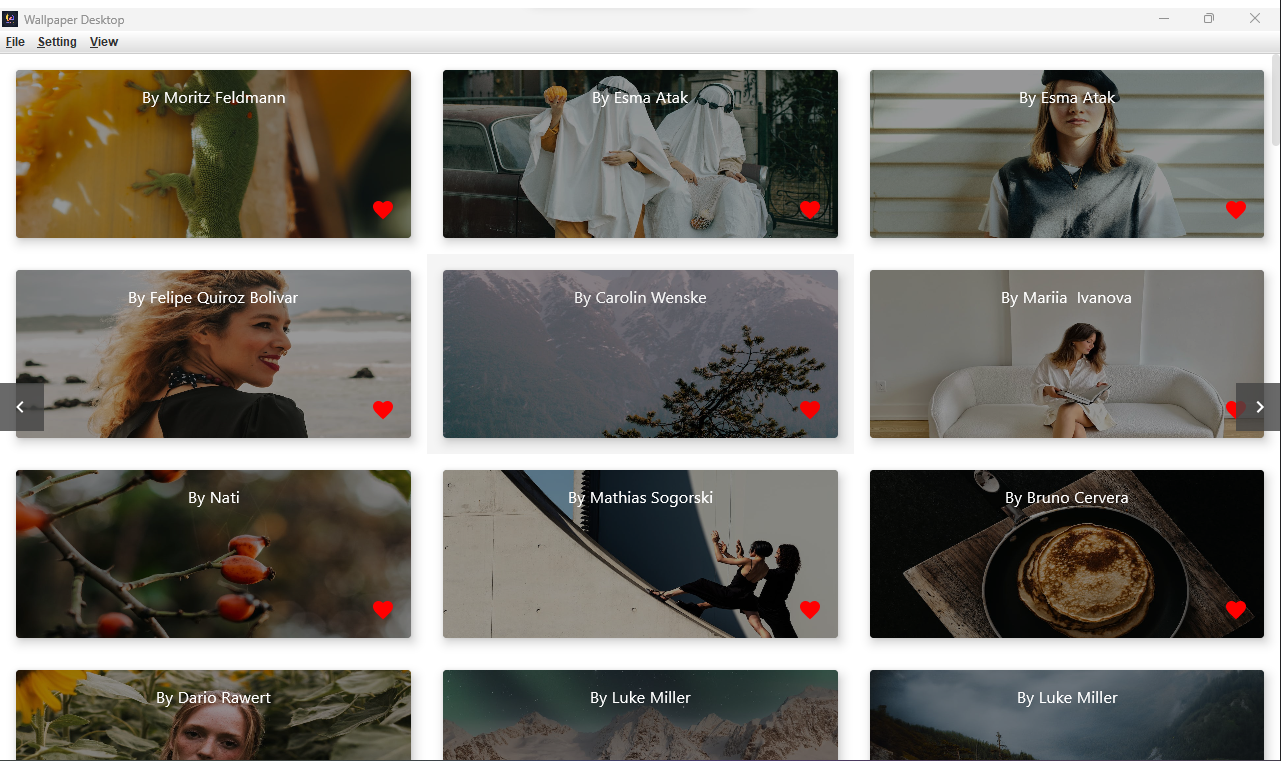 Wallpaper Desktop
File Setting View
By Moritz Feldmann
By Esma Atak
By Esma Atak
By Felipe Quiroz Bolivar
By Carolin Wenske
By Mariia  Ivanova
By Nati
By Mathias Sogorski
By Bruno Cervera
By Dario Rawert
By Luke Miller
By Luke Miller